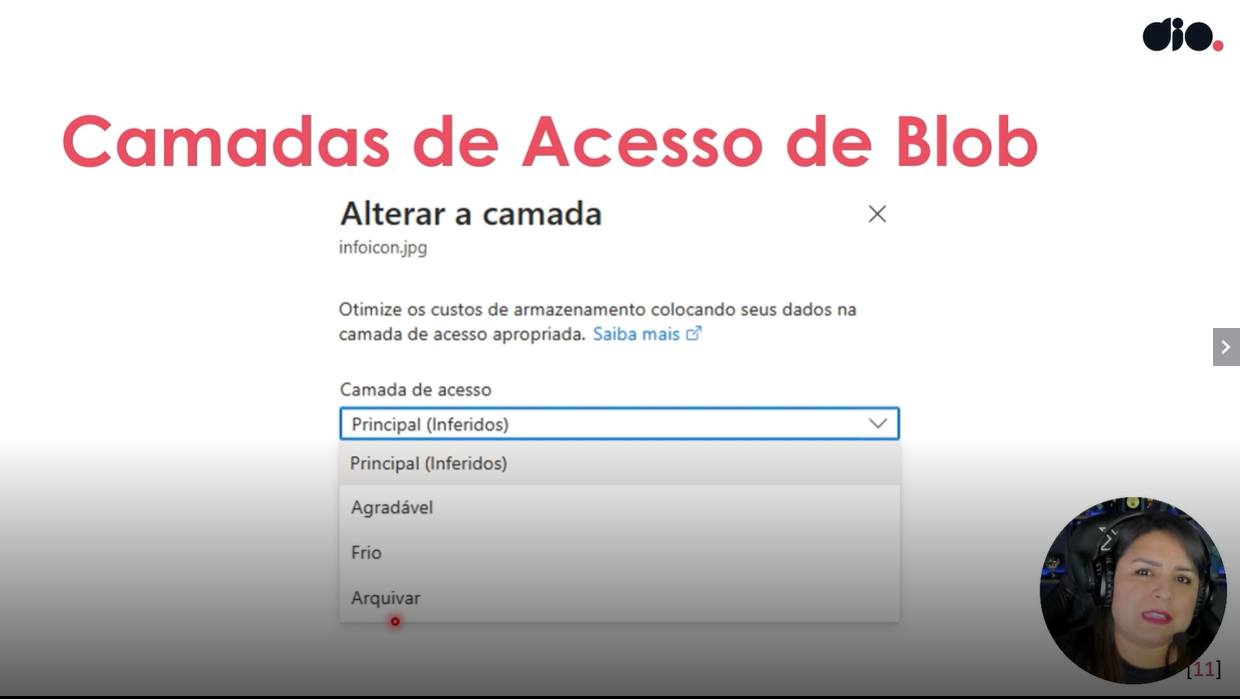 dio.
Camadas de Acesso de Blob
Alterar a camada
infoicon.jpg
Otimize os custos de armazenamento colocando seus dados na
camada de acesso apropriada. Saiba mais
Camada de acesso
Principal (Inferidos)
Principal (Inferidos)
Agradável
Frio
Arquivar
[11]